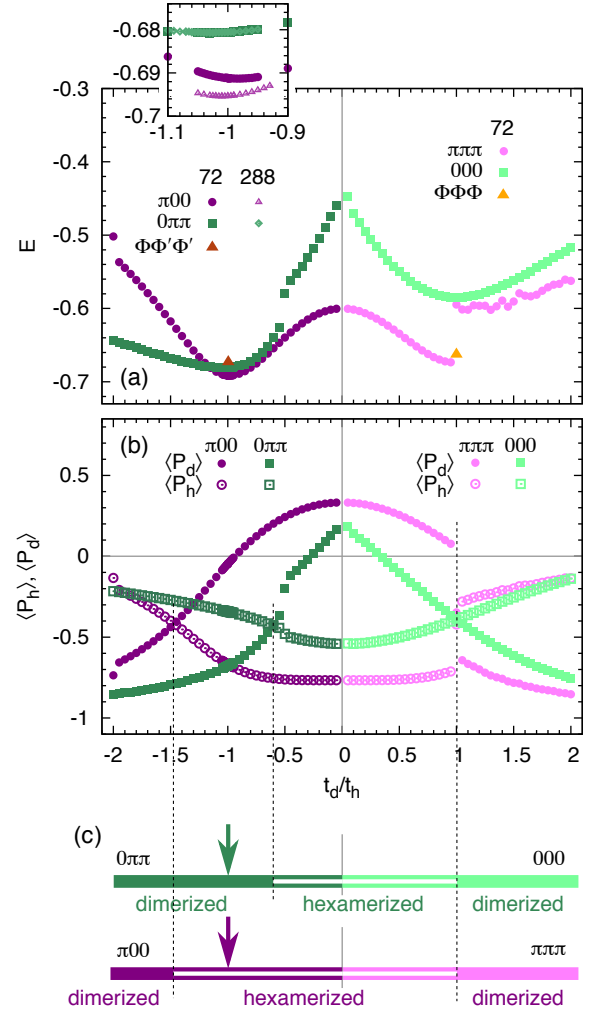 -0.68
-0.69
-0.7
-1.1 -1 -0.9
-0.3
-0.4
-0.5
-0.6
-0.7
E
72 288
π00
0ππ
ΦΦ′Φ′
72
πππ
000
ΦΦΦ
(a)
(b)
π00 0ππ
⟨P_d⟩
⟨P_h⟩
πππ 000
⟨P_d⟩
⟨P_h⟩
0.5
0
-0.5
-1
⟨P_h⟩, ⟨P_d⟩
-2 -1.5 -1 -0.5 0 0.5 1 1.5 2
t_d/t_h
(c)
0ππ 000
dimerized hexamerized dimerized
π00 πππ
dimerized hexamerized dimerized